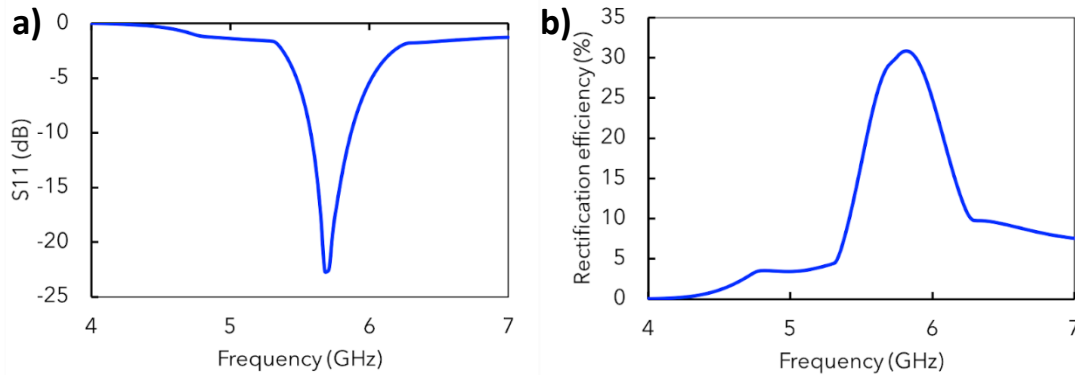 a)
0
-5
-10
-15
-20
-25
S11 (dB)
4 5 6 7
Frequency (GHz)
b)
35
30
25
20
15
10
5
0
Rectification efficiency (%)
4 5 6 7
Frequency (GHz)